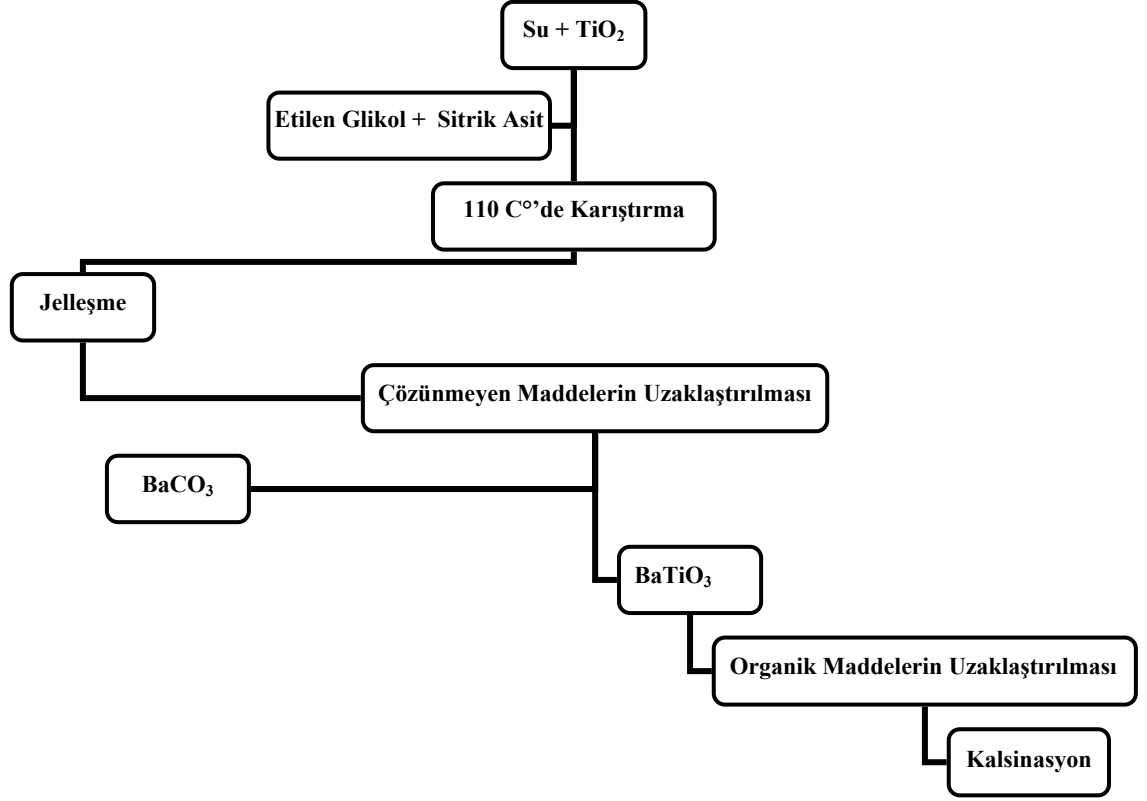 Su + TiO₂
Etilen Glikol + Sitrik Asit
110 C°’de Karıştırma
Jelleşme
Çözünmeyen Maddelerin Uzaklaştırılması
BaCO₃
BaTiO₃
Organik Maddelerin Uzaklaştırılması
Kalsinasyon